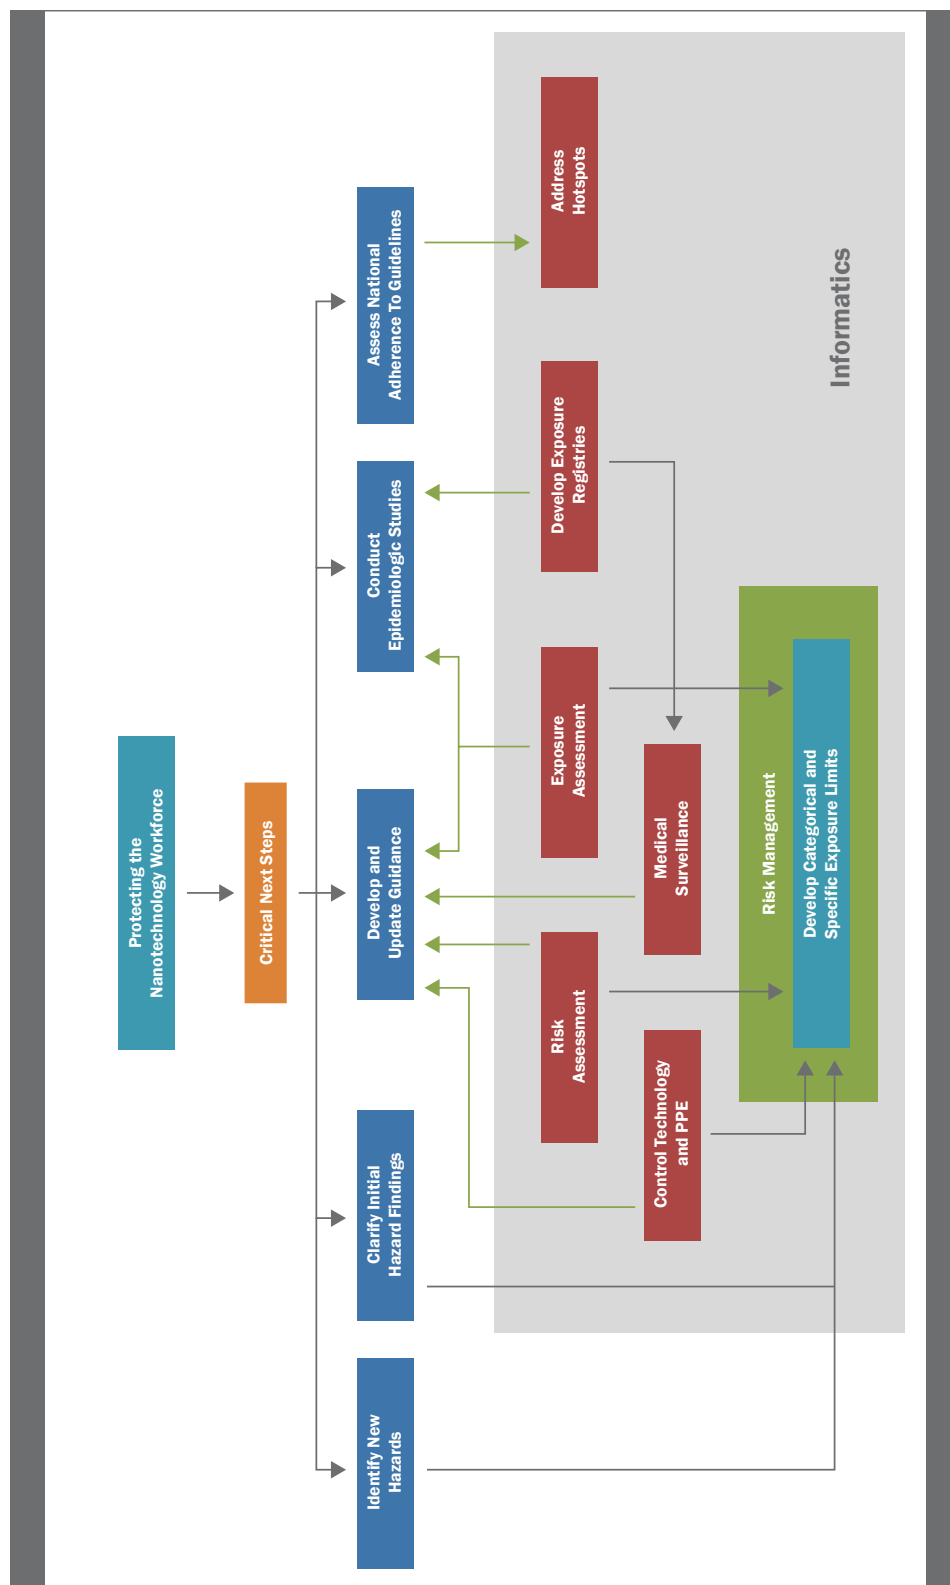 Protecting the
Nanotechnology Workforce
Critical Next Steps
Identify New
Hazards
Clarify Initial
Hazard Findings
Develop and
Update Guidance
Conduct
Epidemiologic Studies
Assess National
Adherence To Guidelines
Risk
Assessment
Exposure
Assessment
Develop Exposure
Registries
Address
Hotspots
Control Technology
and PPE
Medical
Surveillance
Risk Management
Develop Categorical and
Specific Exposure Limits
Informatics